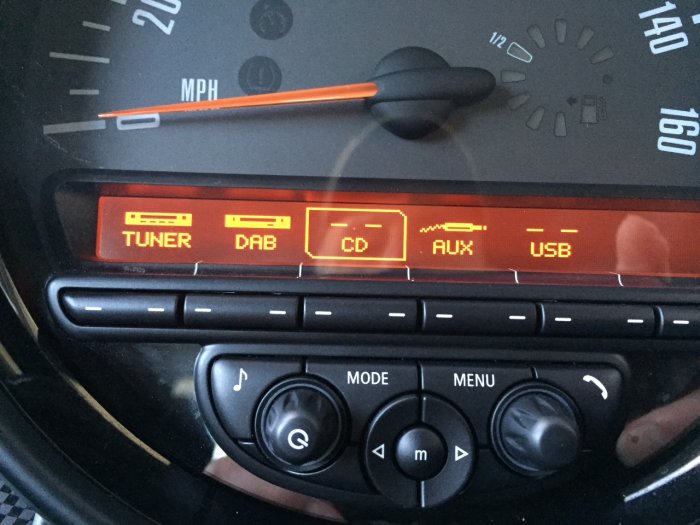 20
140
1/2
MPH
0
160
TUNER DAB -- CD AUX -- USB
MODE MENU
m